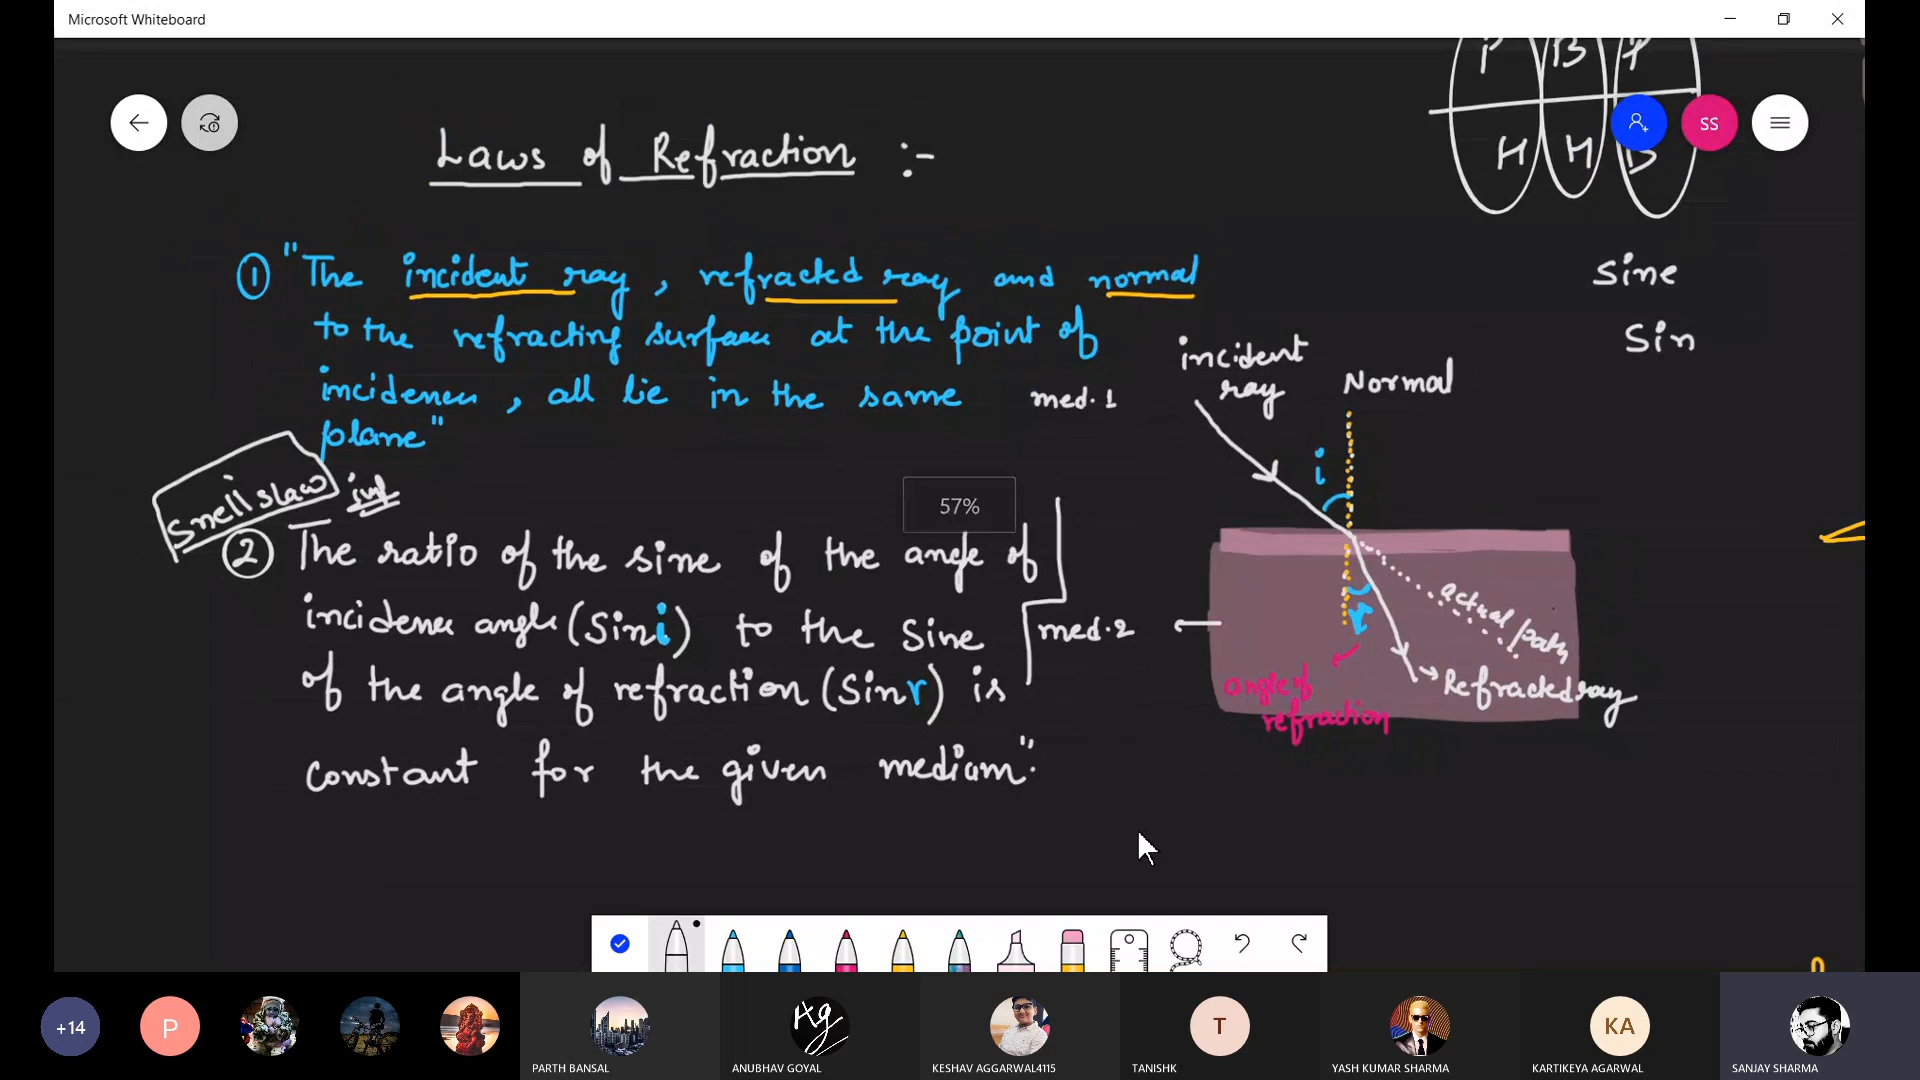 Microsoft Whiteboard
P B P
H H B
SS
Laws of Refraction :-
① "The incident ray, refracted ray and normal
to the refracting surface at the point of
incidence, all lie in the same
plane"
Sine
Sin
incident
ray
Normal
med. 1
i
Snell's law
imp
57%
② The ratio of the sine of the angle of
incidence angle (Sin i) to the Sine
of the angle of refraction (Sin r) is
constant for the given medium."
med. 2
r
actual path
Refracted ray
angle of
refraction
+14
P
Hg
T
KA
PARTH BANSAL
ANUBHAV GOYAL
KESHAV AGGARWAL4115
TANISHK
YASH KUMAR SHARMA
KARTIKEYA AGARWAL
SANJAY SHARMA